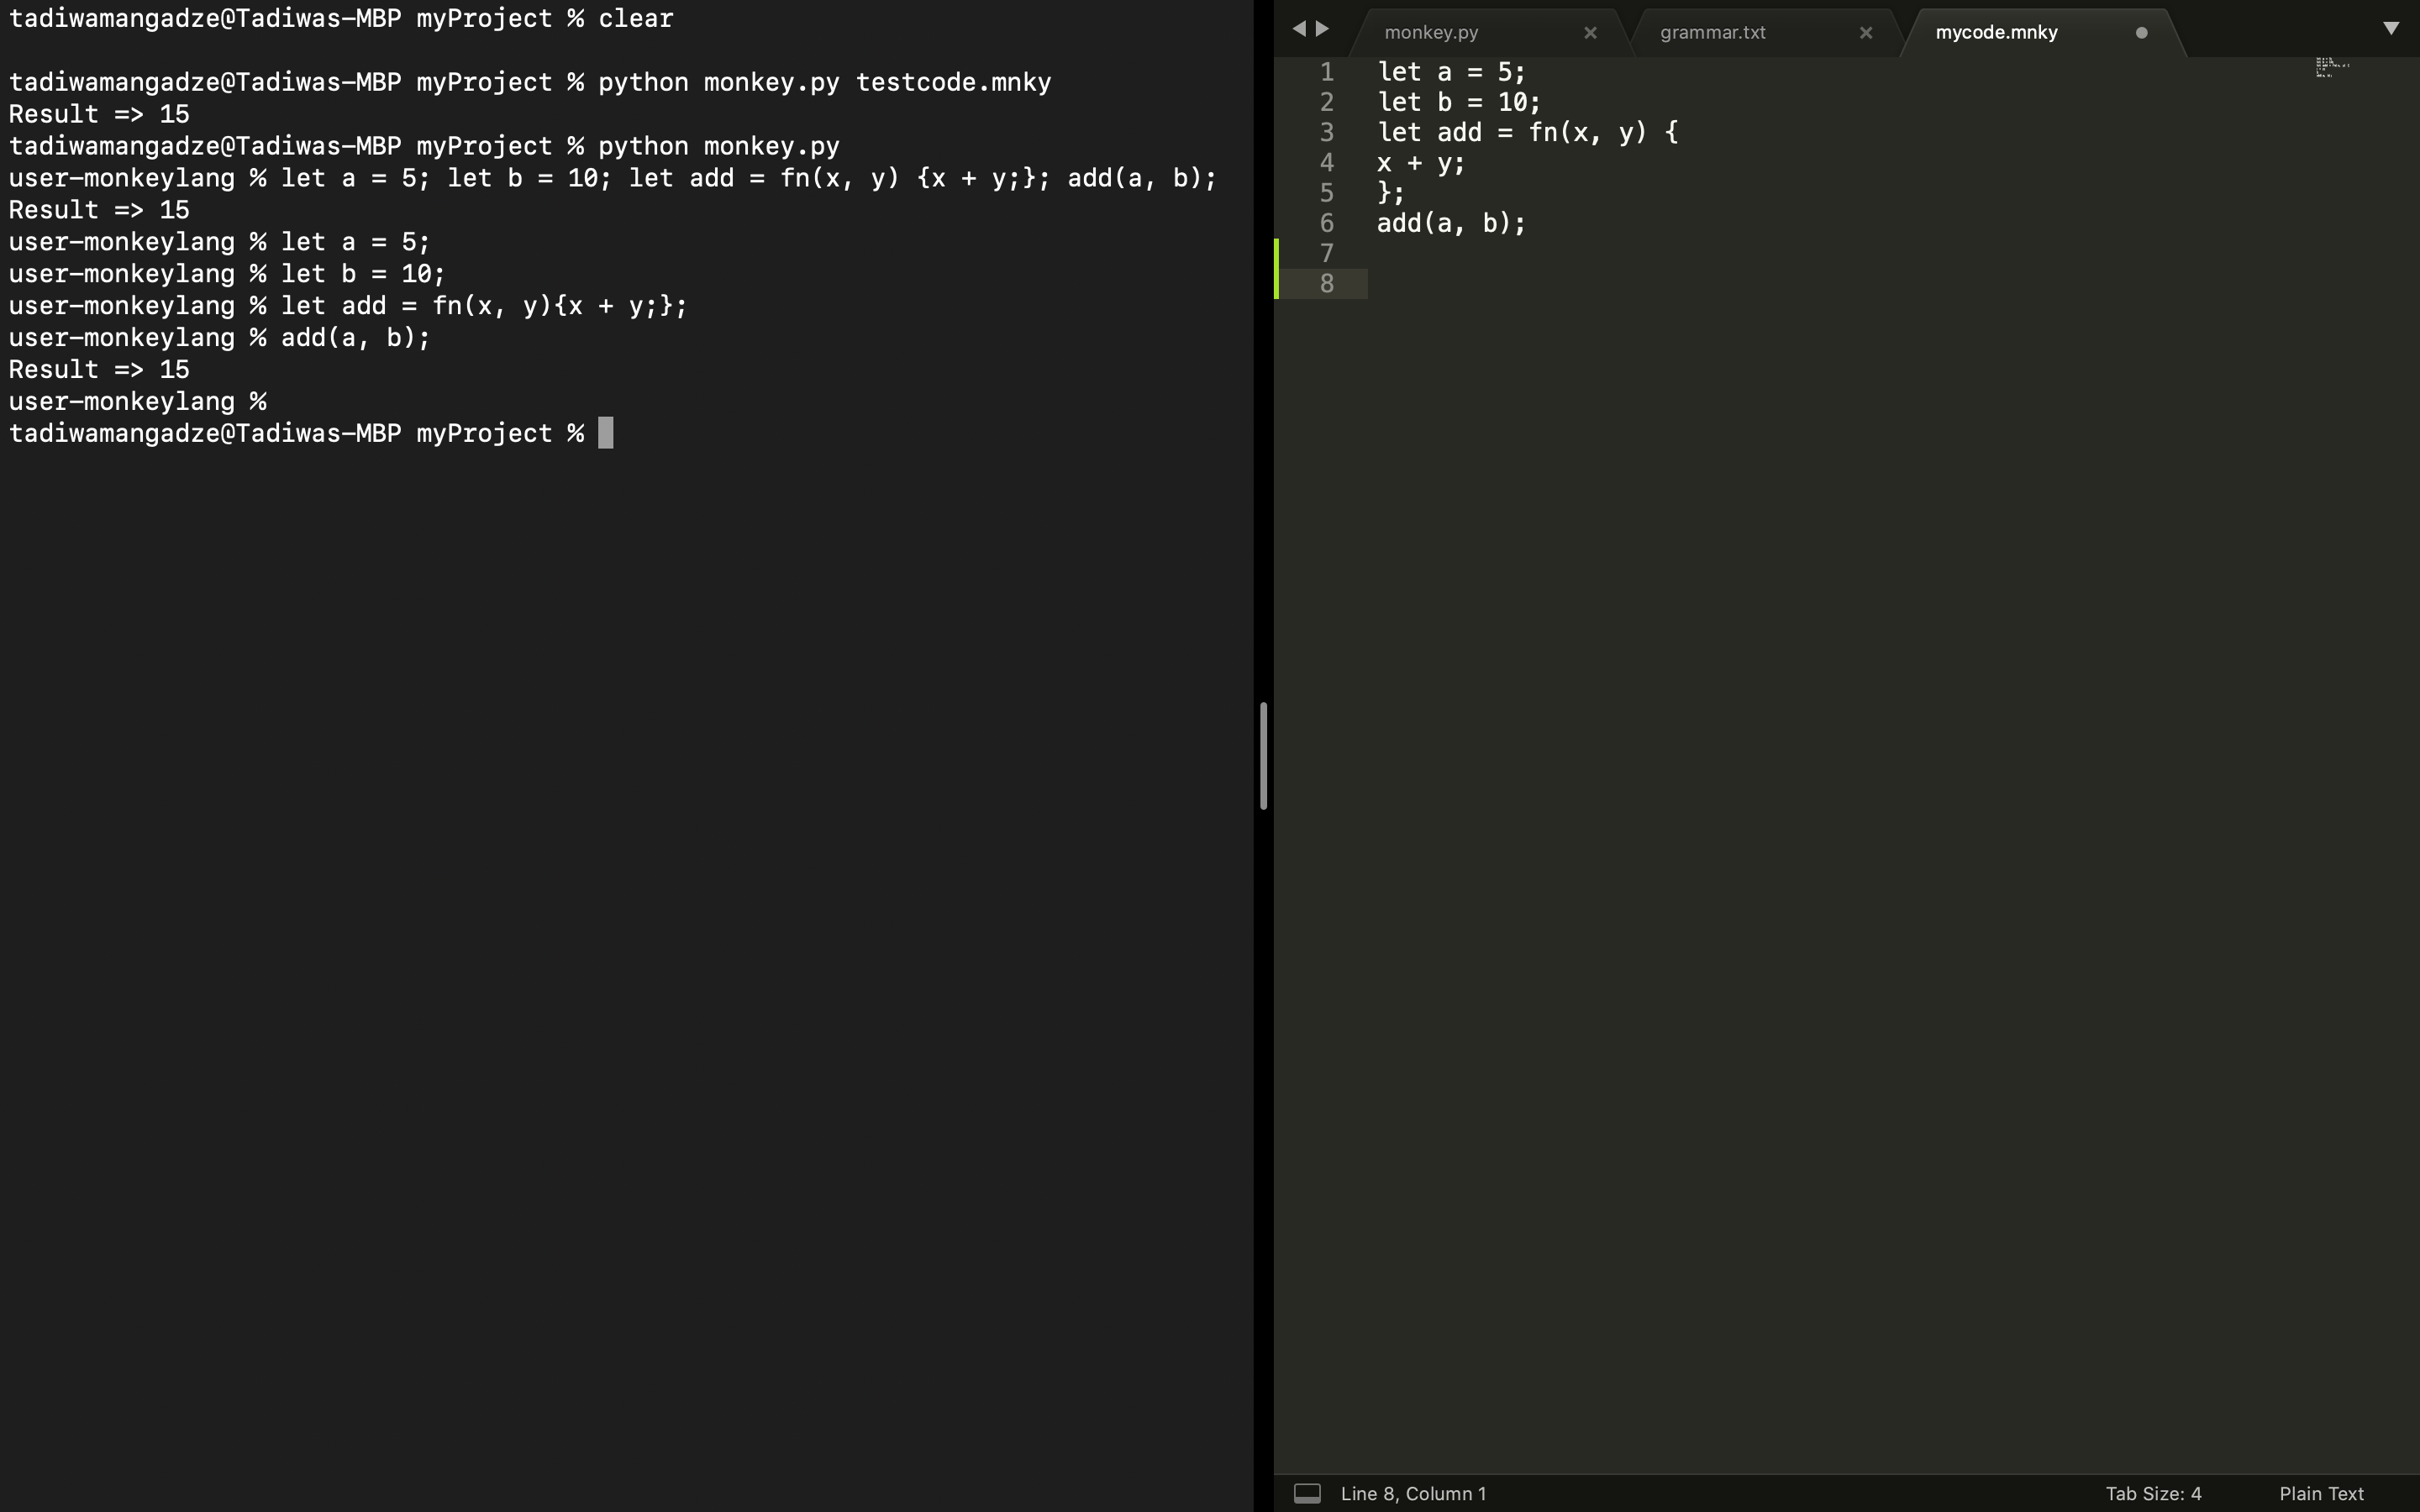 tadiwamangadze@Tadiwas-MBP myProject % clear
tadiwamangadze@Tadiwas-MBP myProject % python monkey.py testcode.mnky
Result => 15
tadiwamangadze@Tadiwas-MBP myProject % python monkey.py
user-monkeylang % let a = 5; let b = 10; let add = fn(x, y) {x + y;}; add(a, b);
Result => 15
user-monkeylang % let a = 5;
user-monkeylang % let b = 10;
user-monkeylang % let add = fn(x, y){x + y;};
user-monkeylang % add(a, b);
Result => 15
user-monkeylang %
tadiwamangadze@Tadiwas-MBP myProject %
monkey.py
grammar.txt
mycode.mnky
1 let a = 5;
2 let b = 10;
3 let add = fn(x, y) {
4 x + y;
5 };
6 add(a, b);
7
8
Line 8, Column 1
Tab Size: 4
Plain Text